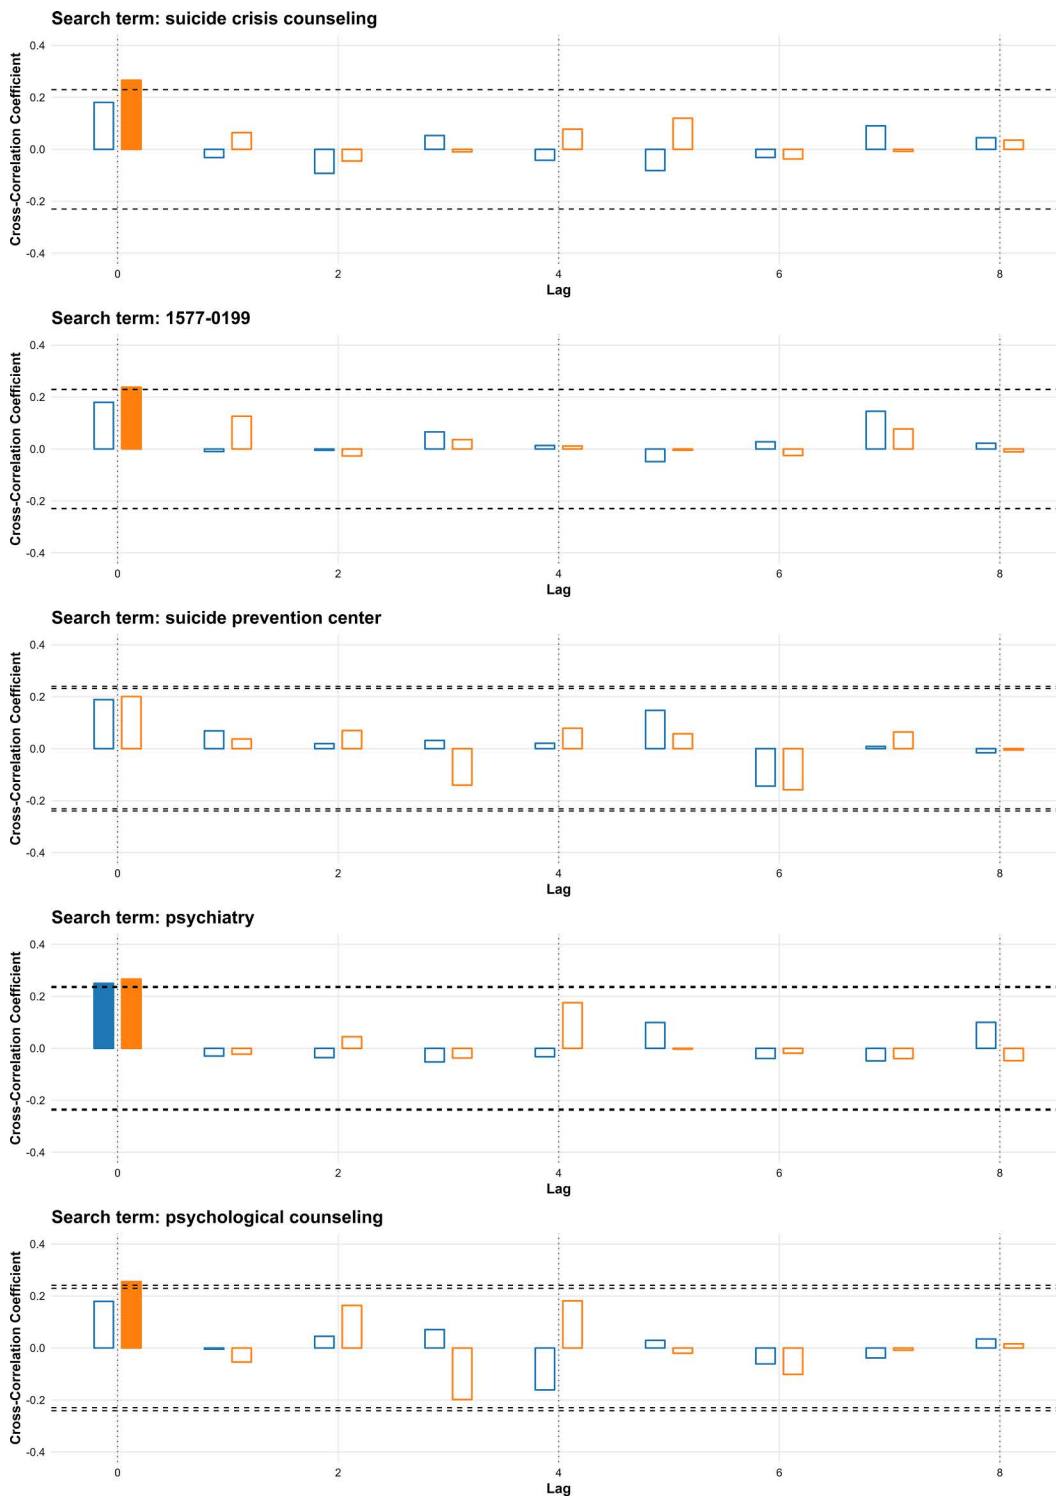 Search term: suicide crisis counseling
Cross-Correlation Coefficient
0.4
0.2
0.0
-0.2
-0.4
0 2 4 6 8
Lag
Search term: 1577-0199
Cross-Correlation Coefficient
0.4
0.2
0.0
-0.2
-0.4
0 2 4 6 8
Lag
Search term: suicide prevention center
Cross-Correlation Coefficient
0.4
0.2
0.0
-0.2
-0.4
0 2 4 6 8
Lag
Search term: psychiatry
Cross-Correlation Coefficient
0.4
0.2
0.0
-0.2
-0.4
0 2 4 6 8
Lag
Search term: psychological counseling
Cross-Correlation Coefficient
0.4
0.2
0.0
-0.2
-0.4
0 2 4 6 8
Lag